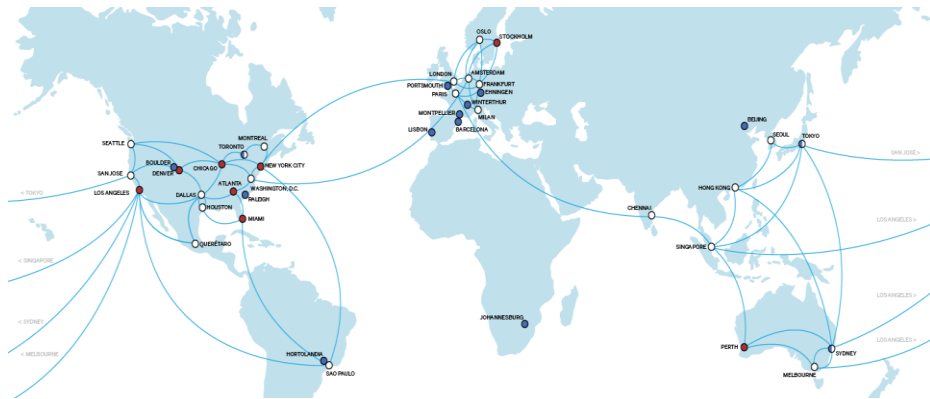 OSLO
STOCKHOLM
LONDON
AMSTERDAM
PORTSMOUTH
FRANKFURT
EHNINGEN
PARIS
WINTERTHUR
MONTPELLIER
MILAN
LISBON
BARCELONA
BEIJING
SEOUL
TOKYO
SAN JOSE >
MONTREAL
SEATTLE
TORONTO
BOULDER
NEW YORK CITY
CHICAGO
DENVER
SAN JOSE
ATLANTA
WASHINGTON, D.C.
LOS ANGELES
DALLAS
RALEIGH
HOUSTON
MIAMI
QUERÉTARO
< TOKYO
HONG KONG
CHENNAI
LOS ANGELES >
SINGAPORE
< SINGAPORE
LOS ANGELES >
JOHANNESBURG
< SYDNEY
LOS ANGELES >
PERTH
< MELBOURNE
HORTOLANDIA
SYDNEY
SAO PAULO
MELBOURNE